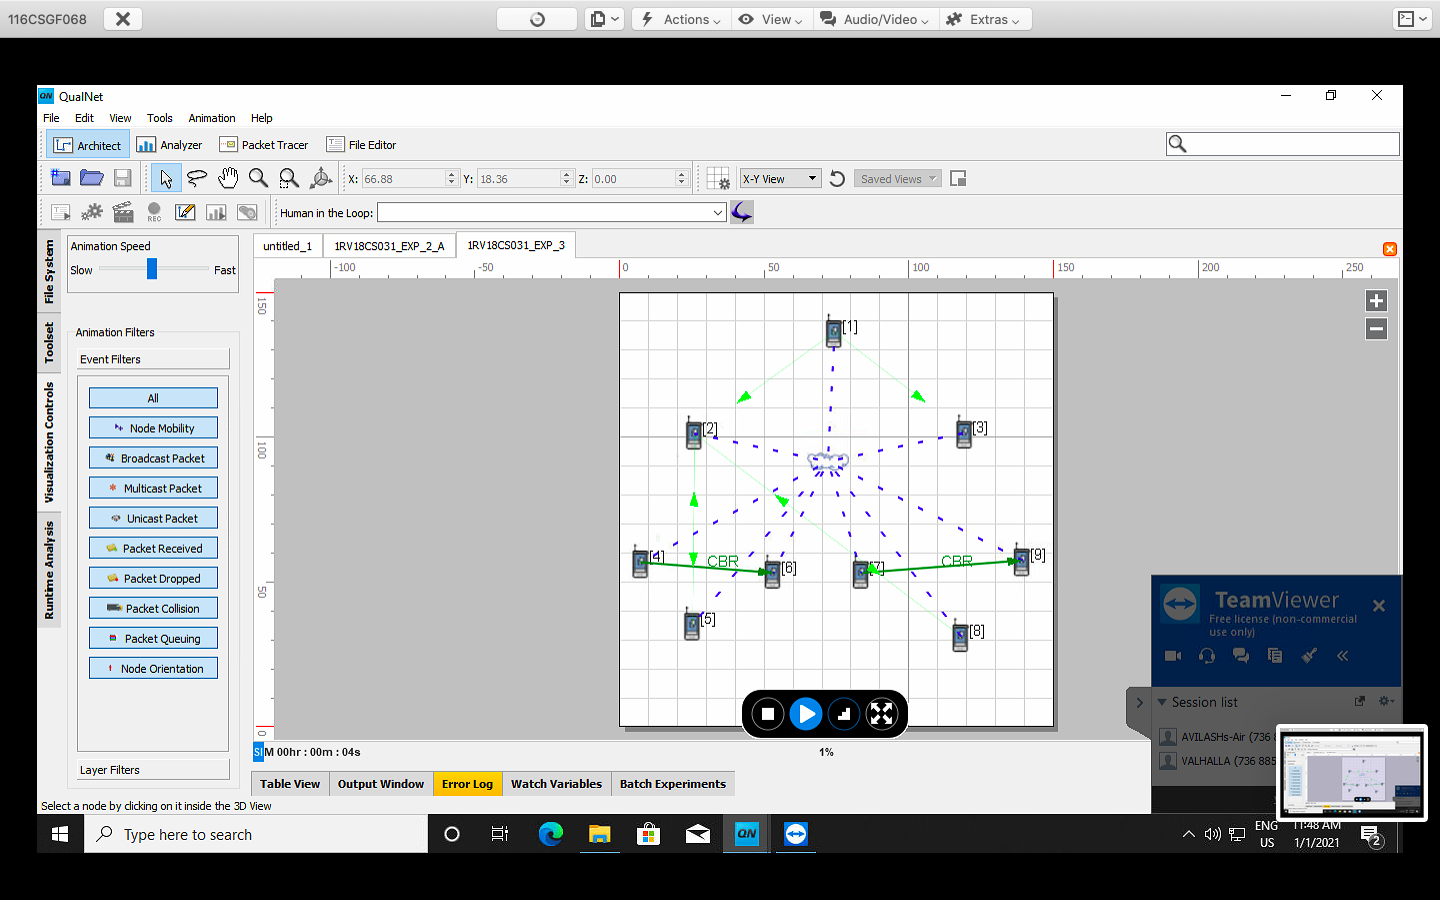 116CSGF068
Actions
View
Audio/Video
Extras
QN QualNet
File Edit View Tools Animation Help
Architect Analyzer Packet Tracer File Editor
X: 66.88 Y: 18.36 Z: 0.00 X-Y View Saved Views
REC Human in the Loop:
File System
Toolset
Visualization Controls
Runtime Analysis
Animation Speed
Slow Fast
Animation Filters
Event Filters
All
Node Mobility
Broadcast Packet
Multicast Packet
Unicast Packet
Packet Received
Packet Dropped
Packet Collision
Packet Queuing
Node Orientation
Layer Filters
untitled_1 1RV18CS031_EXP_2_A 1RV18CS031_EXP_3
-100 -50 0 50 100 150 200 250
150
100
50
0
[1]
[2]
[3]
[4]
CBR
[6]
[7]
CBR
[9]
[5]
[8]
SIM 00hr : 00m : 04s 1%
Table View Output Window Error Log Watch Variables Batch Experiments
Select a node by clicking on it inside the 3D View
TeamViewer
Free license (non-commercial
use only)
Session list
AVILASHs-Air (736 8
VALHALLA (736 885
Type here to search
QN
ENG
US
11:48 AM
1/1/2021
2